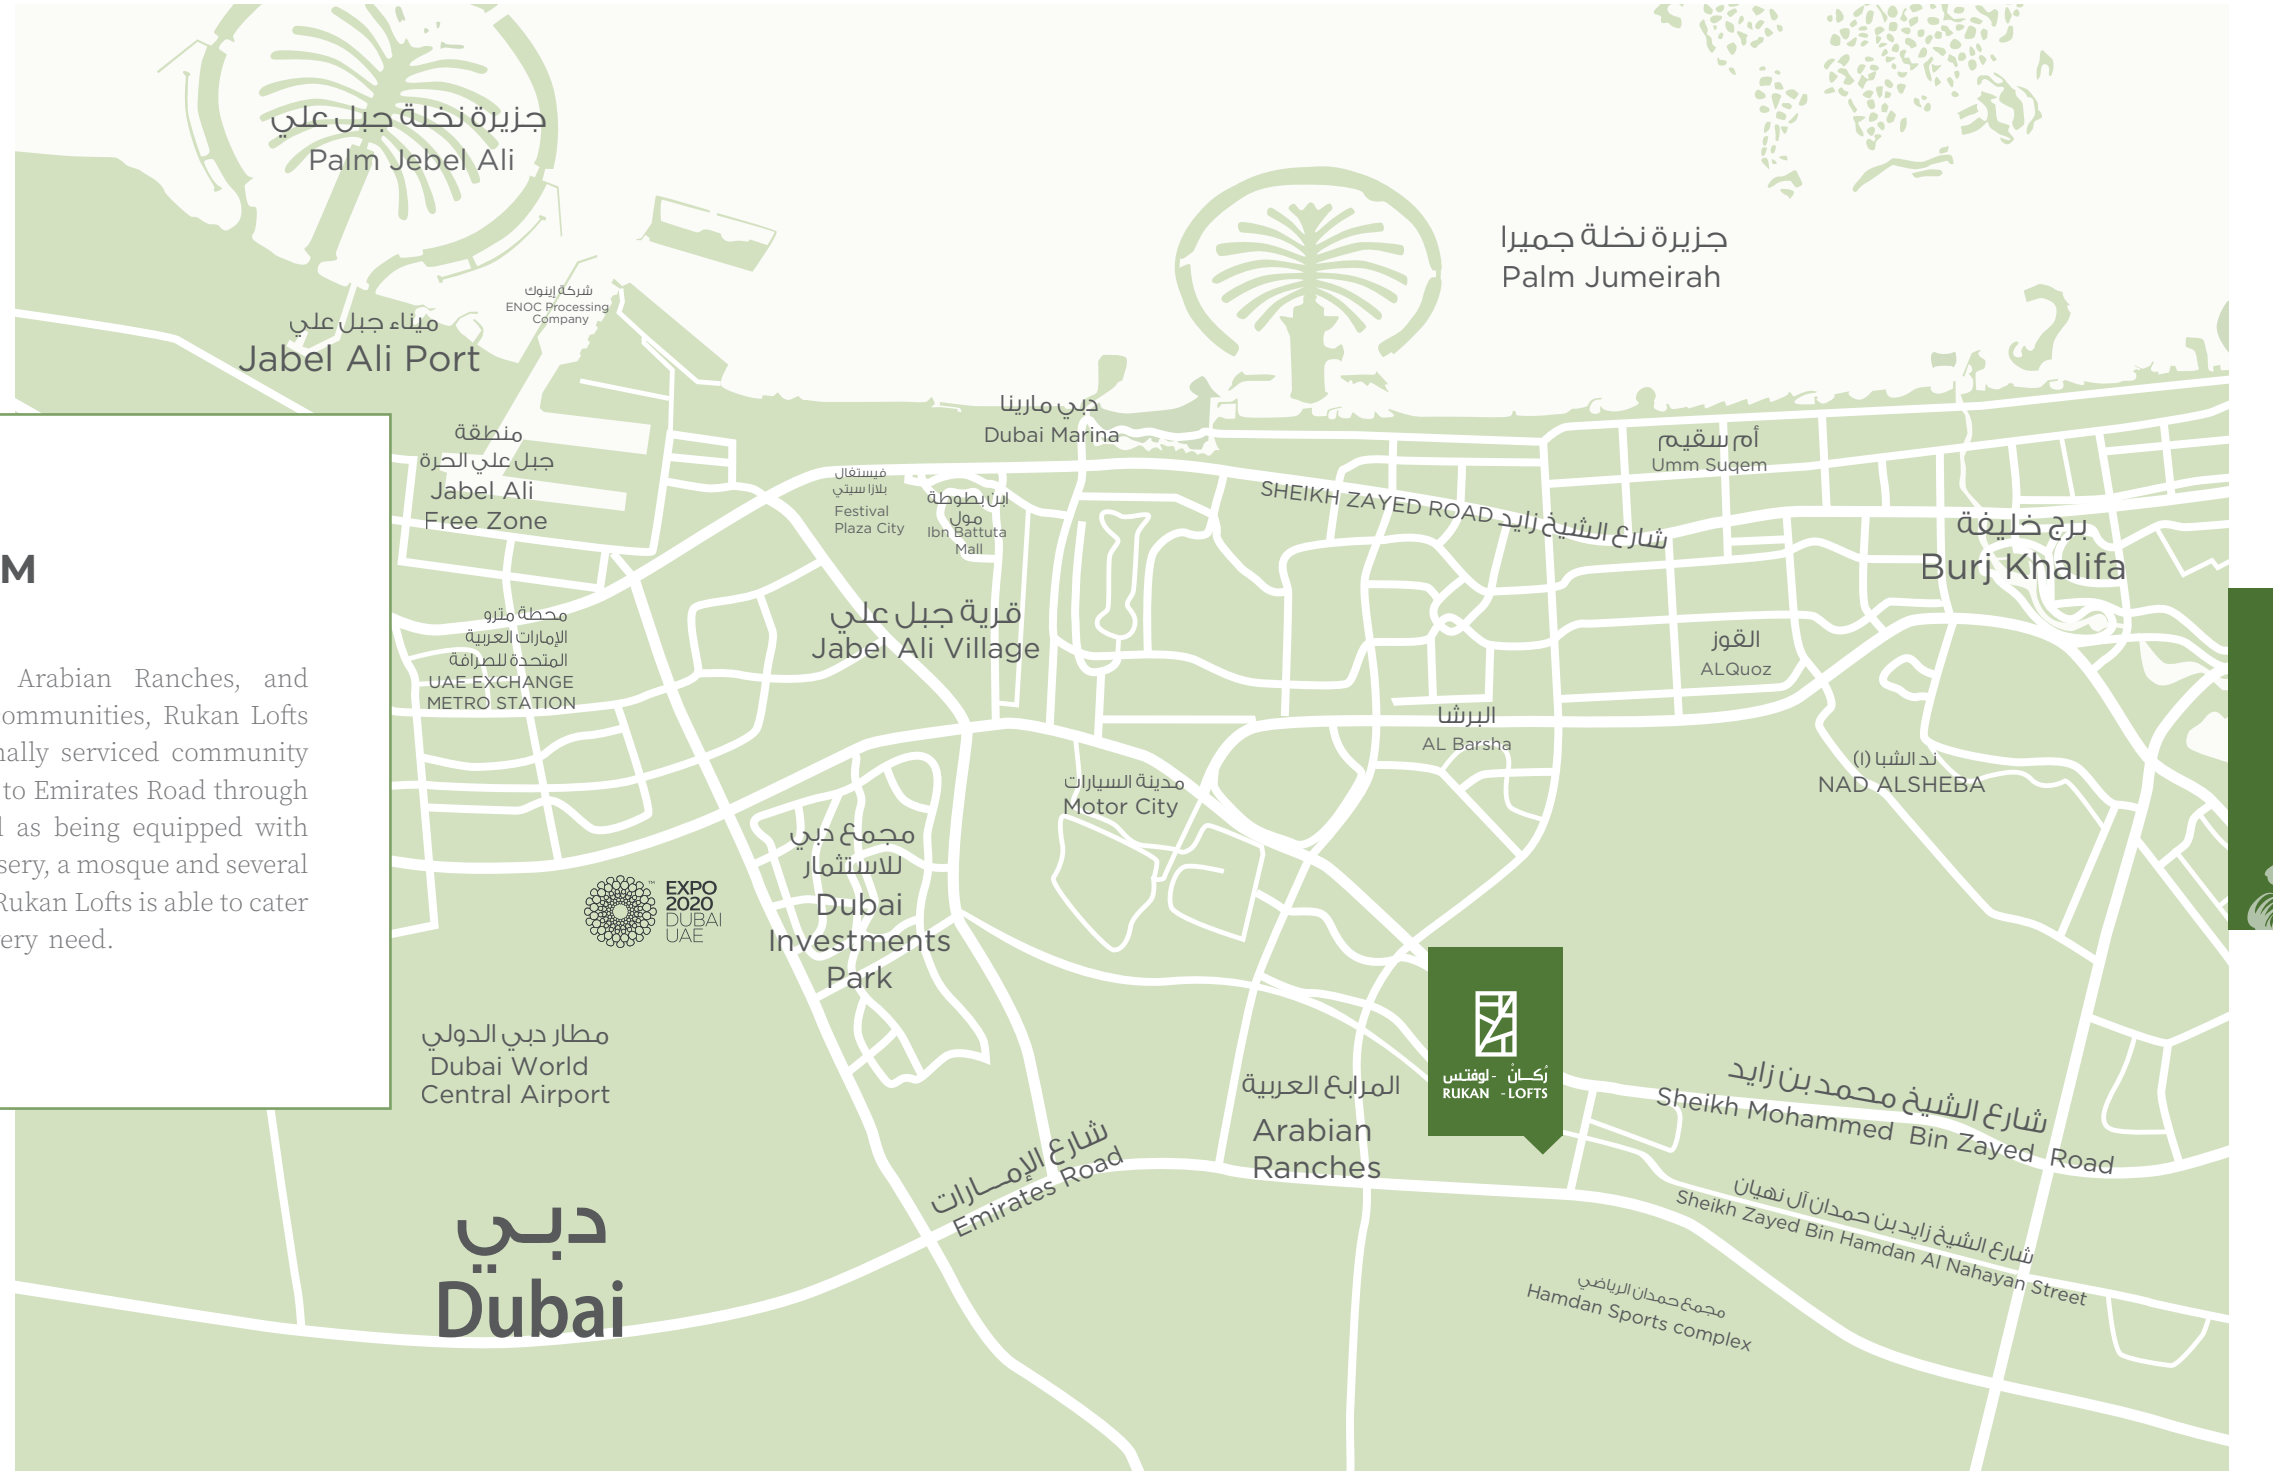 جزيرة نخلة جبل علي
Palm Jebel Ali
جزيرة نخلة جميرا
Palm Jumeirah
شركة إينوك
ENOC Processing
Company
ميناء جبل علي
Jabel Ali Port
دبي مارينا
Dubai Marina
أم سقيم
Umm Suqem
منطقة
جبل علي الحرة
Jabel Ali
Free Zone
فيستفال
بلازا سيتي
Festival
Plaza City
ابن بطوطة
مول
Ibn Battuta
Mall
SHEIKH ZAYED ROAD شارع الشيخ زايد
برج خليفة
Burj Khalifa
M
محطة مترو
الإمارات العربية
المتحدة للصرافة
UAE EXCHANGE
METRO STATION
قرية جبل علي
Jabel Ali Village
القوز
ALQuoz
Arabian Ranches, and
ommunities, Rukan Lofts
nally serviced community
to Emirates Road through
as being equipped with
sery, a mosque and several
Rukan Lofts is able to cater
ery need.
البرشا
AL Barsha
ند الشبا (١)
NAD ALSHEBA
مدينة السيارات
Motor City
مجمع دبي
للاستثمار
Dubai
Investments
Park
EXPO
2020
DUBAI
UAE
مطار دبي الدولي
Dubai World
Central Airport
المرابع العربية
Arabian
Ranches
رُكــانْ - لوفتس
RUKAN - LOFTS
شارع الشيخ محمد بن زايد
Sheikh Mohammed Bin Zayed Road
شارع الإمــارات
Emirates Road
شارع الشيخ زايد بن حمدان آل نهيان
Sheikh Zayed Bin Hamdan Al Nahayan Street
دبـي
Dubai
مجمع حمدان الرياضي
Hamdan Sports complex